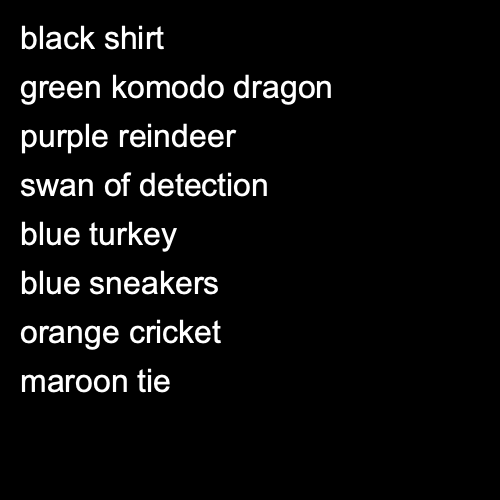 black shirt
green komodo dragon
purple reindeer
swan of detection
blue turkey
blue sneakers
orange cricket
maroon tie